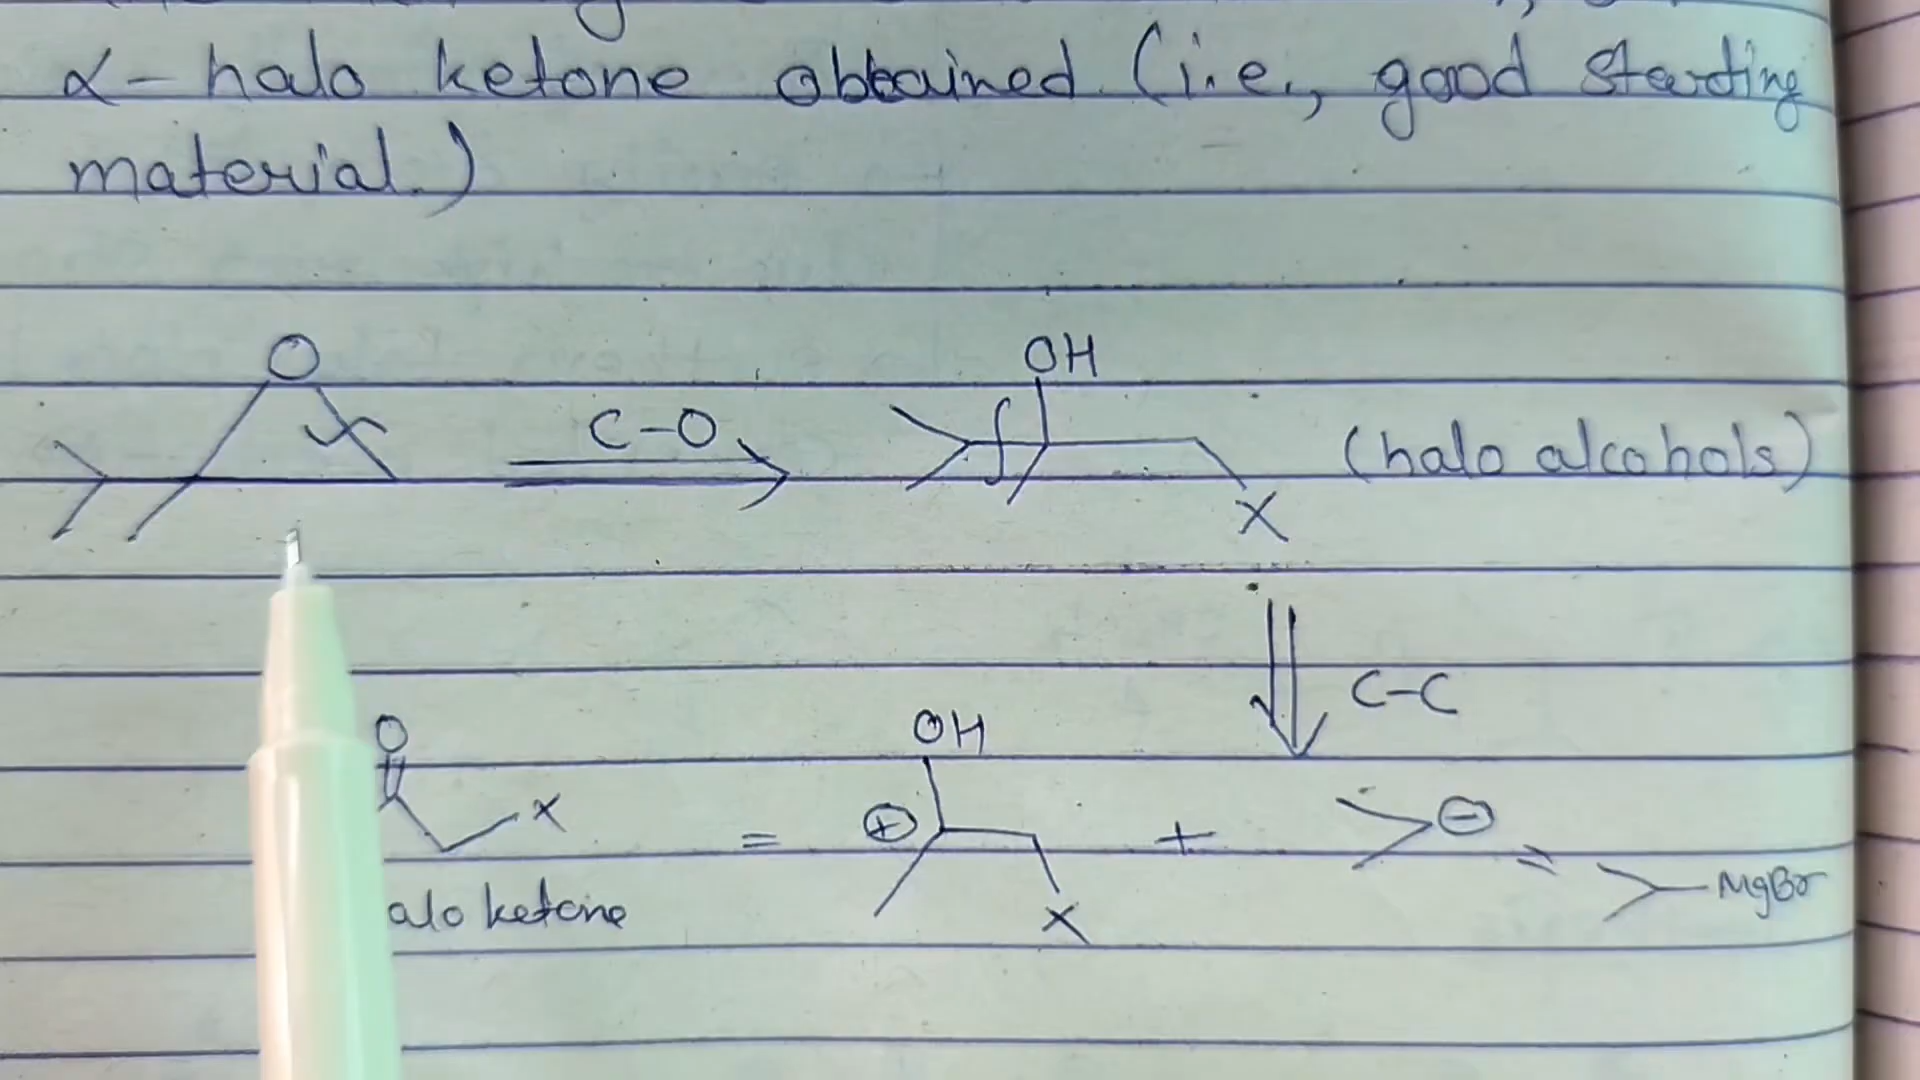 α-halo ketone obtained (i.e., good starting
material.)
O
C-O
OH
(halo alcohols)
X
C-C
O
X
=
⊕
OH
X
+
⊖
=
MgBr
alo ketone